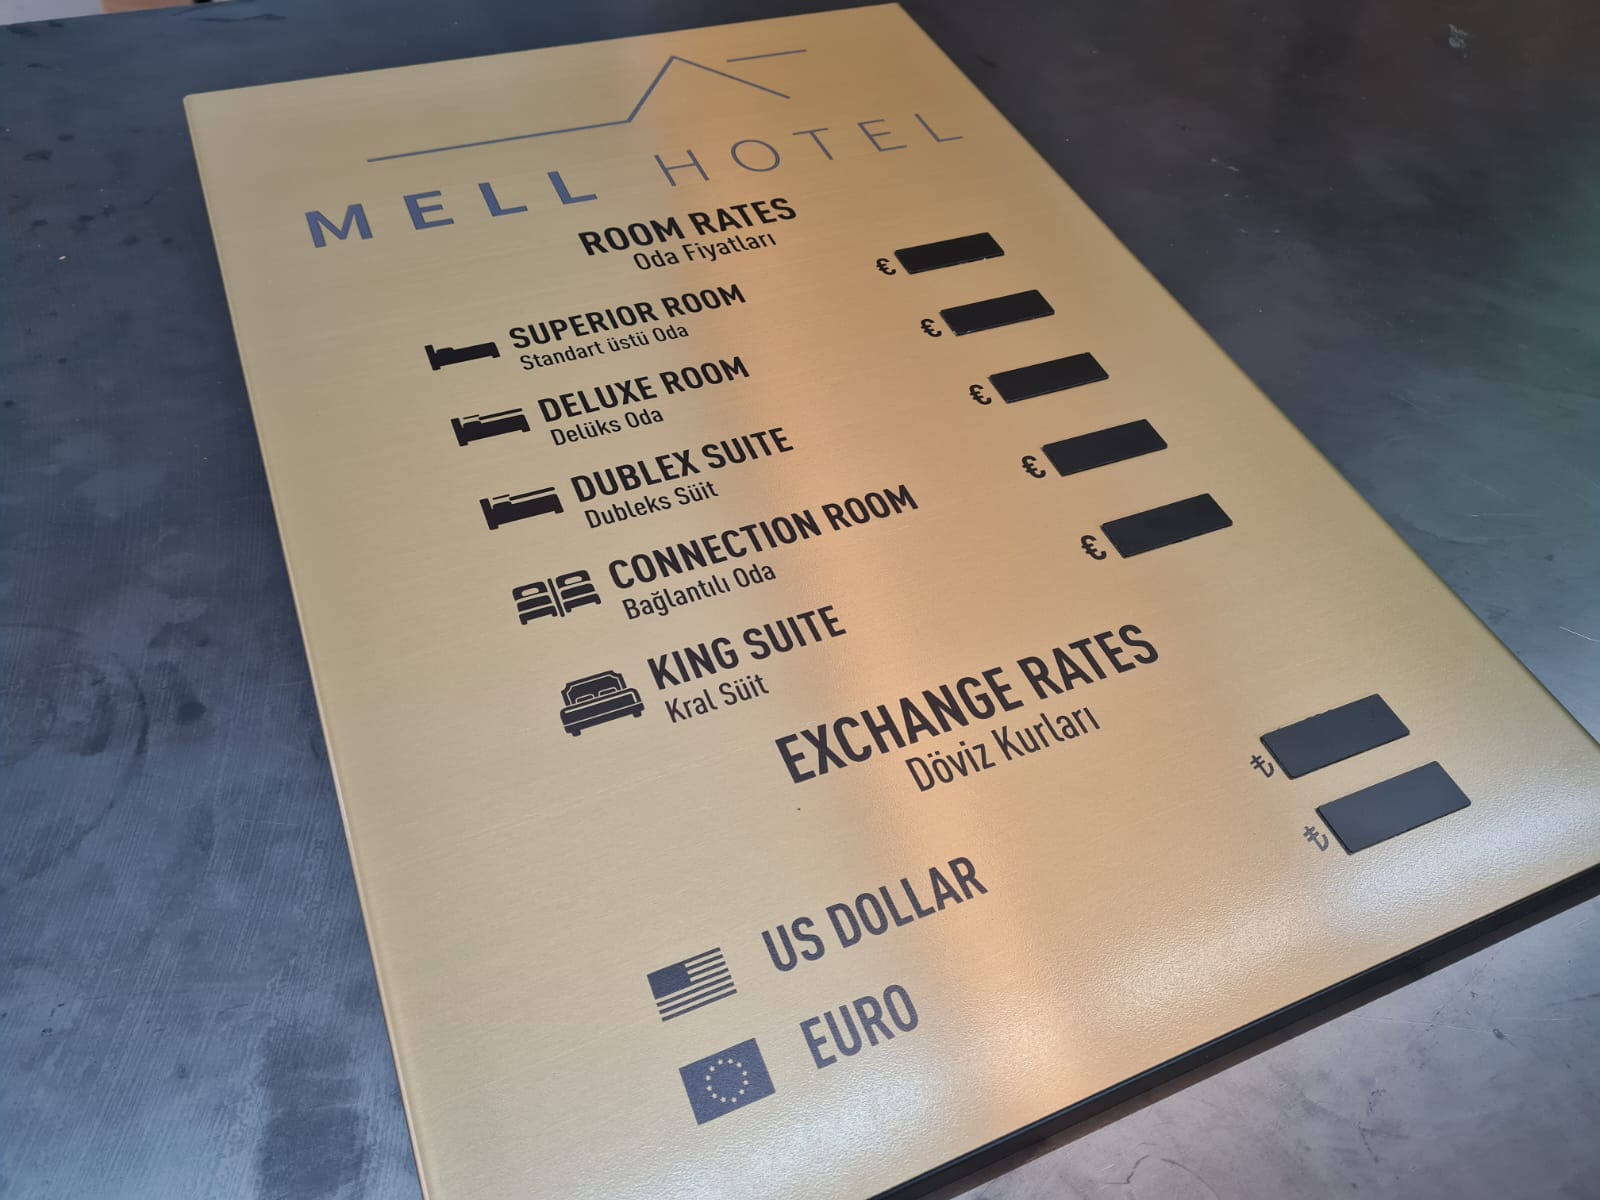 MELL HOTEL
ROOM RATES
Oda Fiyatları
SUPERIOR ROOM €
Standart üstü Oda
DELUXE ROOM €
Delüks Oda
DUBLEX SUITE €
Dubleks Süit
CONNECTION ROOM €
Bağlantılı Oda
KING SUITE €
Kral Süit
EXCHANGE RATES
Döviz Kurları
US DOLLAR ₺
EURO ₺